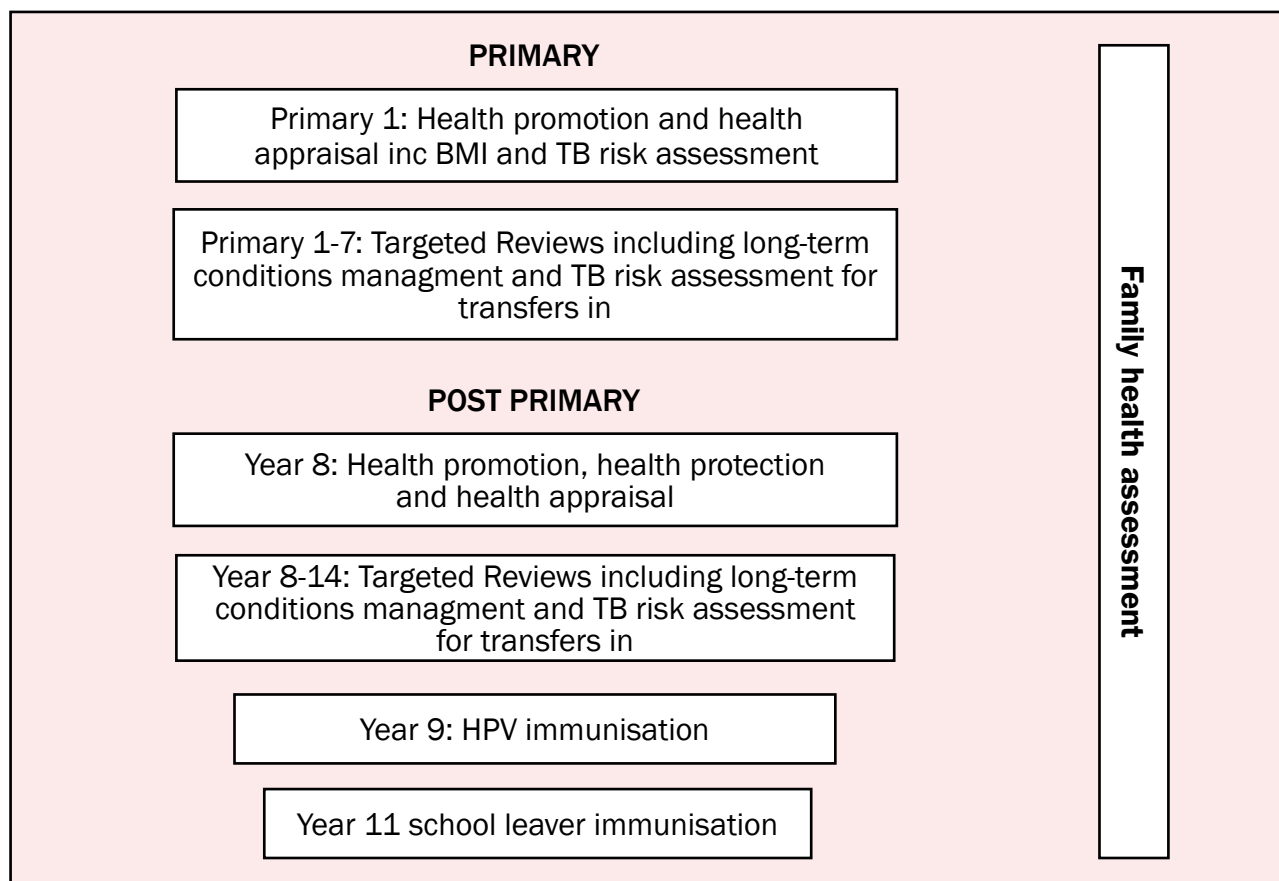 PRIMARY
Primary 1: Health promotion and health
appraisal inc BMI and TB risk assessment
Primary 1-7: Targeted Reviews including long-term
conditions managment and TB risk assessment for
transfers in
POST PRIMARY
Year 8: Health promotion, health protection
and health appraisal
Year 8-14: Targeted Reviews including long-term
conditions managment and TB risk assessment
for transfers in
Year 9: HPV immunisation
Year 11 school leaver immunisation
Family health assessment